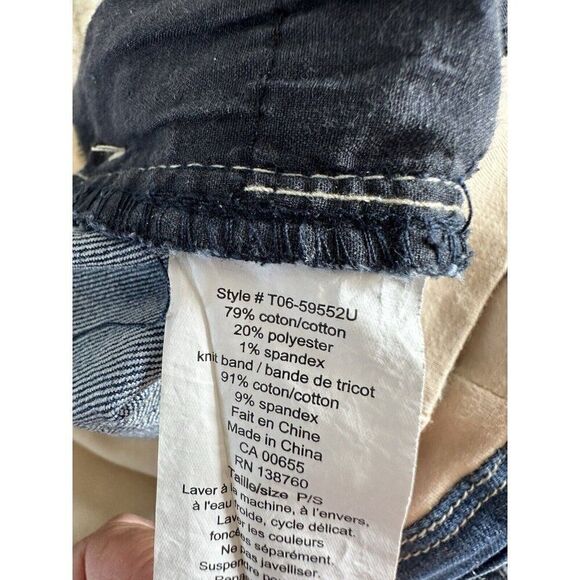 Style # T06-59552U
79% coton/cotton
20% polyester
1% spandex
knit band / bande de tricot
91% coton/cotton
9% spandex
Fait en Chine
Made in China
CA 00655
RN 138760
Taille/size P/S
Laver à la machine, à l'envers,
à l'eau froide, cycle délicat.
Laver les couleurs
foncées séparément.
Ne pas javelliser.